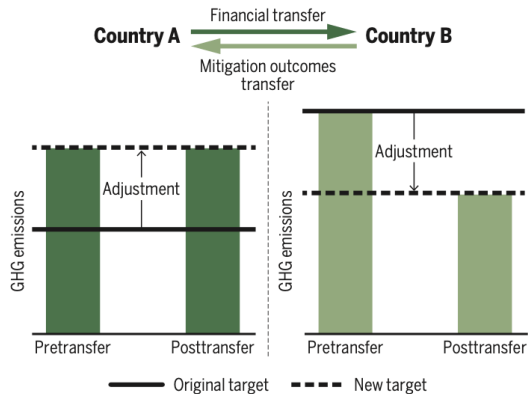 Financial transfer
Country A
Country B
Mitigation outcomes
transfer
GHG emissions
Adjustment
Pretransfer
Posttransfer
GHG emissions
Adjustment
Pretransfer
Posttransfer
Original target
New target